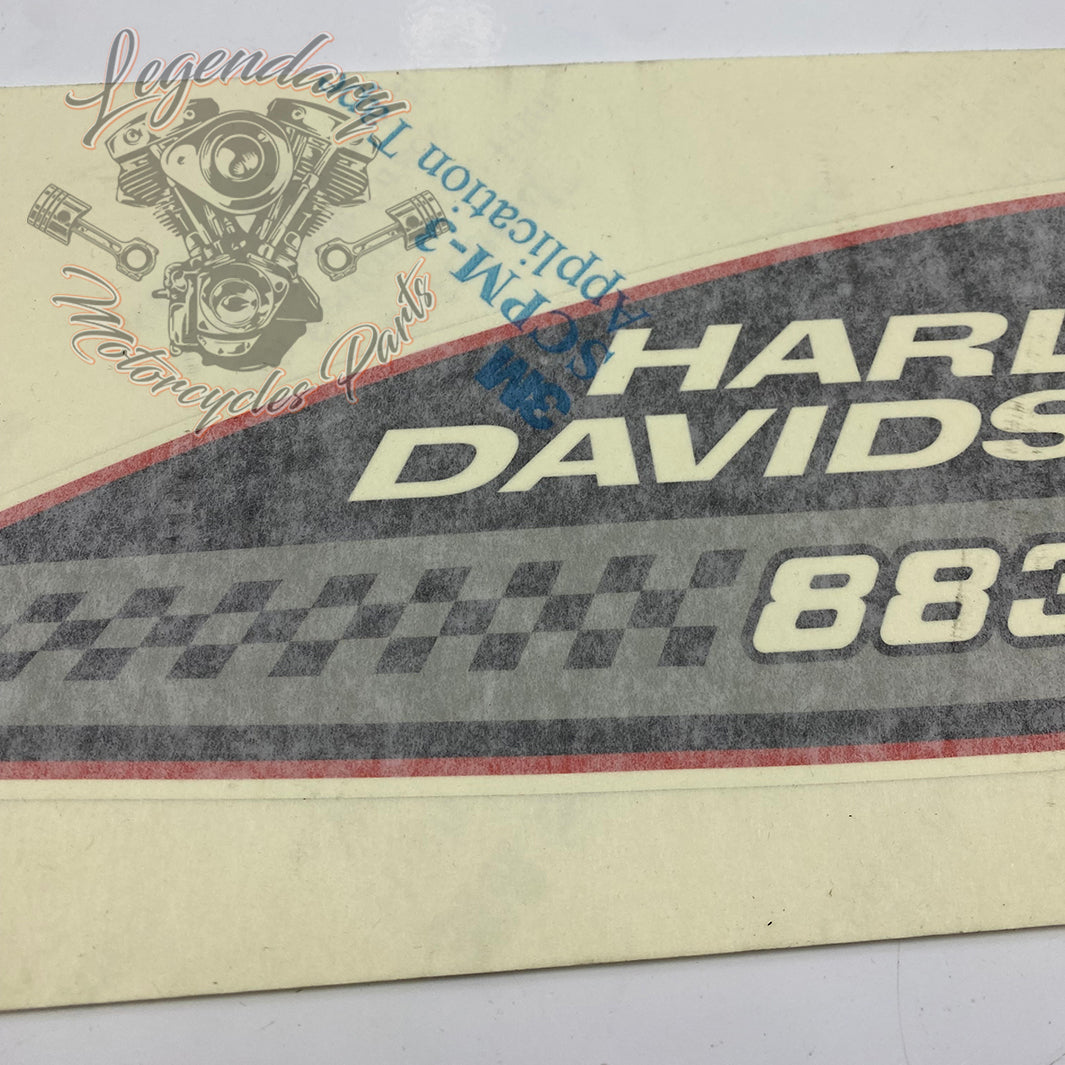 Legendary
Motorcycles Parts
3M
SCPM-3
Application T
HARL
DAVIDS
883